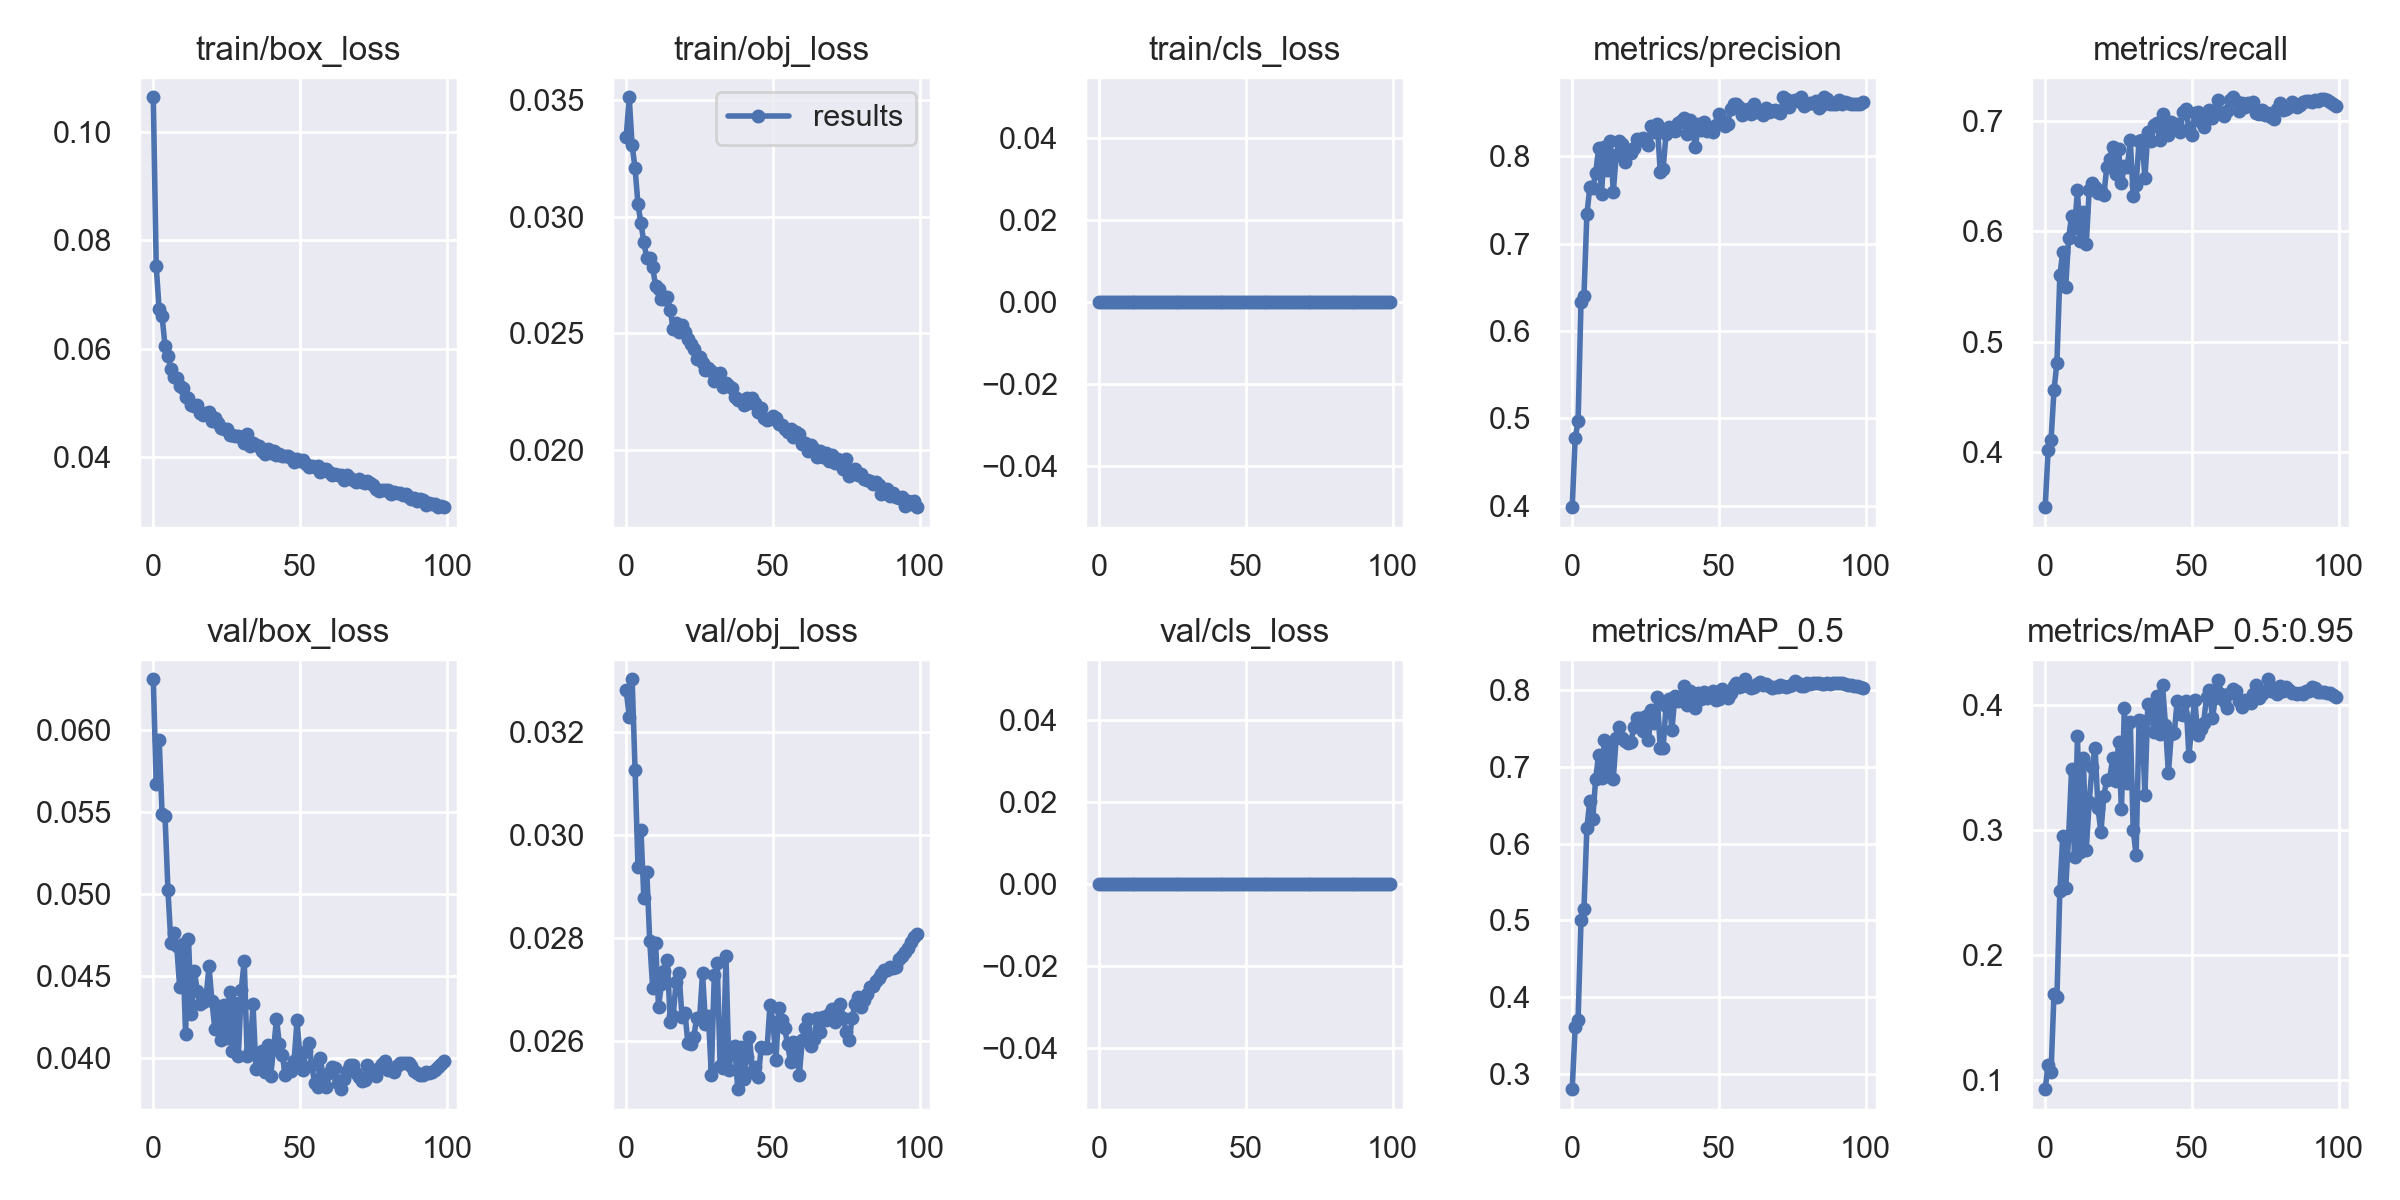 train/box_loss
train/obj_loss
train/cls_loss
metrics/precision
metrics/recall
0.10
0.08
0.06
0.04
0 50 100
0.035
0.030
0.025
0.020
results
0 50 100
0.04
0.02
0.00
−0.02
−0.04
0 50 100
0.8
0.7
0.6
0.5
0.4
0 50 100
0.7
0.6
0.5
0.4
0 50 100
val/box_loss
val/obj_loss
val/cls_loss
metrics/mAP_0.5
metrics/mAP_0.5:0.95
0.060
0.055
0.050
0.045
0.040
0 50 100
0.032
0.030
0.028
0.026
0 50 100
0.04
0.02
0.00
−0.02
−0.04
0 50 100
0.8
0.7
0.6
0.5
0.4
0.3
0 50 100
0.4
0.3
0.2
0.1
0 50 100